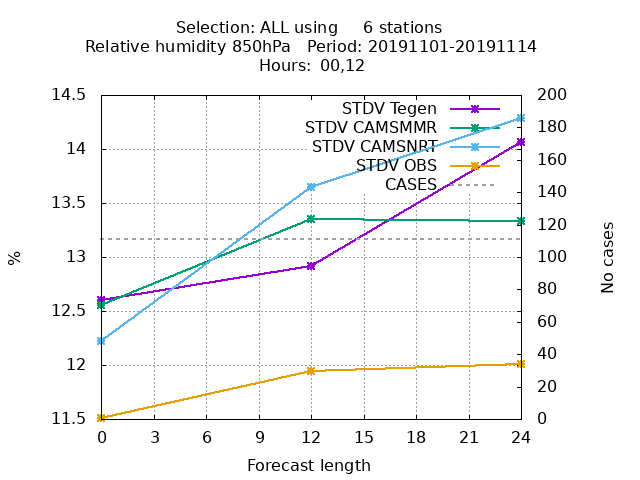 Selection: ALL using     6 stations
Relative humidity 850hPa   Period: 20191101-20191114
Hours: 00,12
14.5
14
13.5
13
12.5
12
11.5
%
STDV Tegen
STDV CAMSMMR
STDV CAMSNRT
STDV OBS
CASES
200
180
160
140
120
100
80
60
40
20
0
No cases
0 3 6 9 12 15 18 21 24
Forecast length